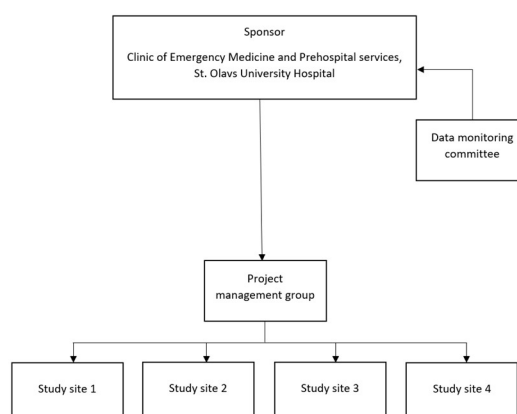 Sponsor
Clinic of Emergency Medicine and Prehospital services,
St. Olavs University Hospital
Data monitoring
committee
Project
management group
Study site 1
Study site 2
Study site 3
Study site 4